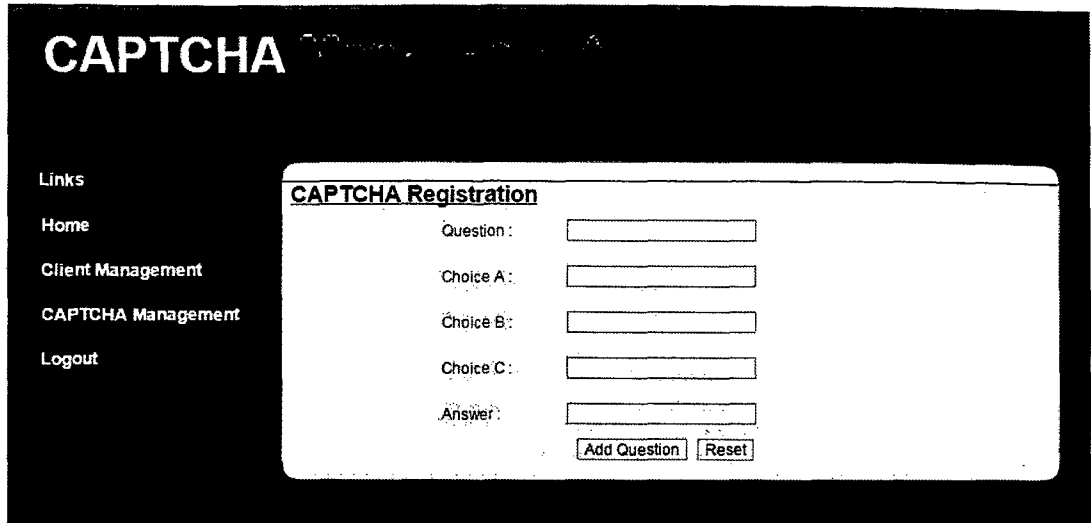 CAPTCHA
Links
Home
Client Management
CAPTCHA Management
Logout
CAPTCHA Registration
Question :
Choice A :
Choice B :
Choice C :
Answer :
Add Question Reset